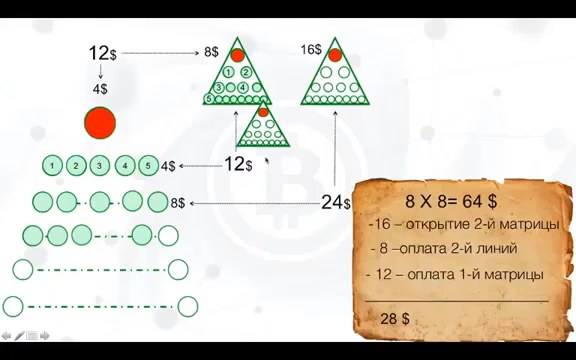 12$
8$
16$
4$
1 2
3 4
5
1 2 3 4 5
4$
12$
8$
24$
8 X 8= 64 $
-16 – открытие 2-й матрицы
- 8 –оплата 2-й линий
- 12 – оплата 1-й матрицы
28 $